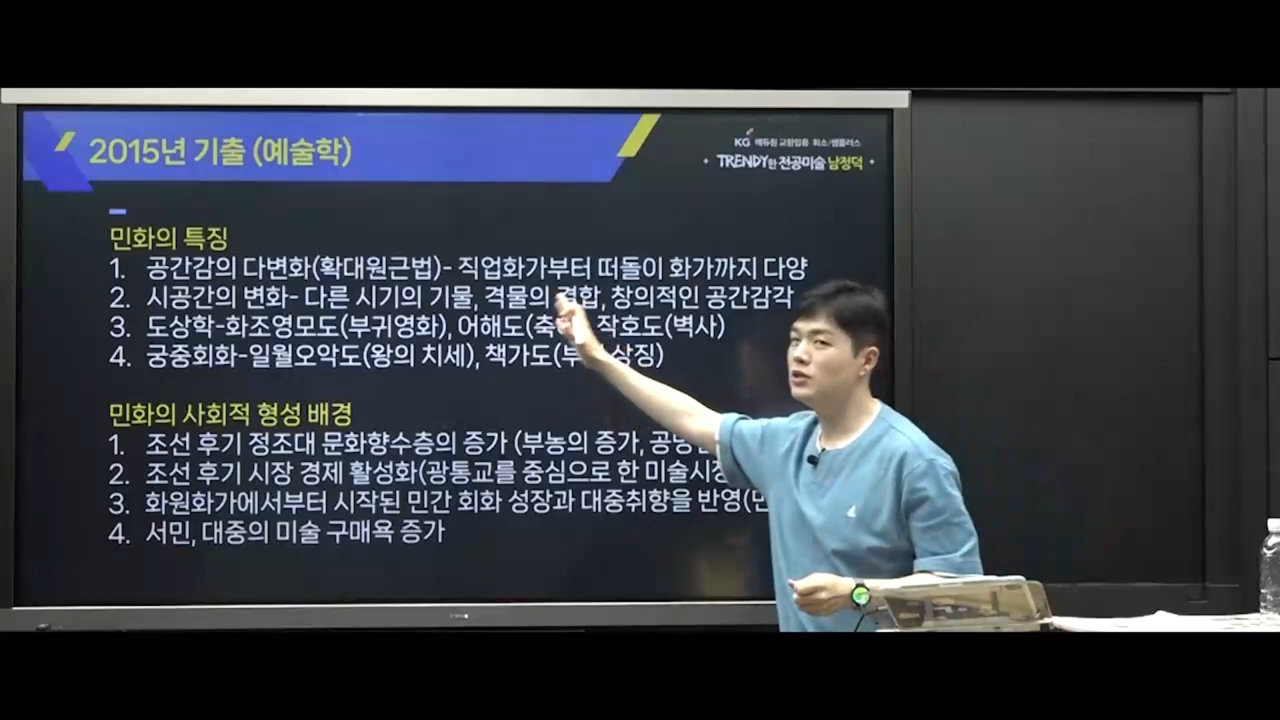 2015년 기출 (예술학)
KG 에듀원 교원임용 희소/쌤플러스
TRENDY한 전공미술 남정덕
민화의 특징
1. 공간감의 다변화(확대원근법)- 직업화가부터 떠돌이 화가까지 다양
2. 시공간의 변화- 다른 시기의 기물, 격물의 결합, 창의적인 공간감각
3. 도상학-화조영모도(부귀영화), 어해도( 작호도(벽사)
4. 궁중회화-일월오악도(왕의 치세), 책가도( 상징)
민화의 사회적 형성 배경
1. 조선 후기 정조대 문화향수층의 증가 (부농의 증가,
2. 조선 후기 시장 경제 활성화(광통교를 중심으로 한 미술시장
3. 화원화가에서부터 시작된 민간 회화 성장과 대중취향을 반영(
4. 서민, 대중의 미술 구매욕 증가